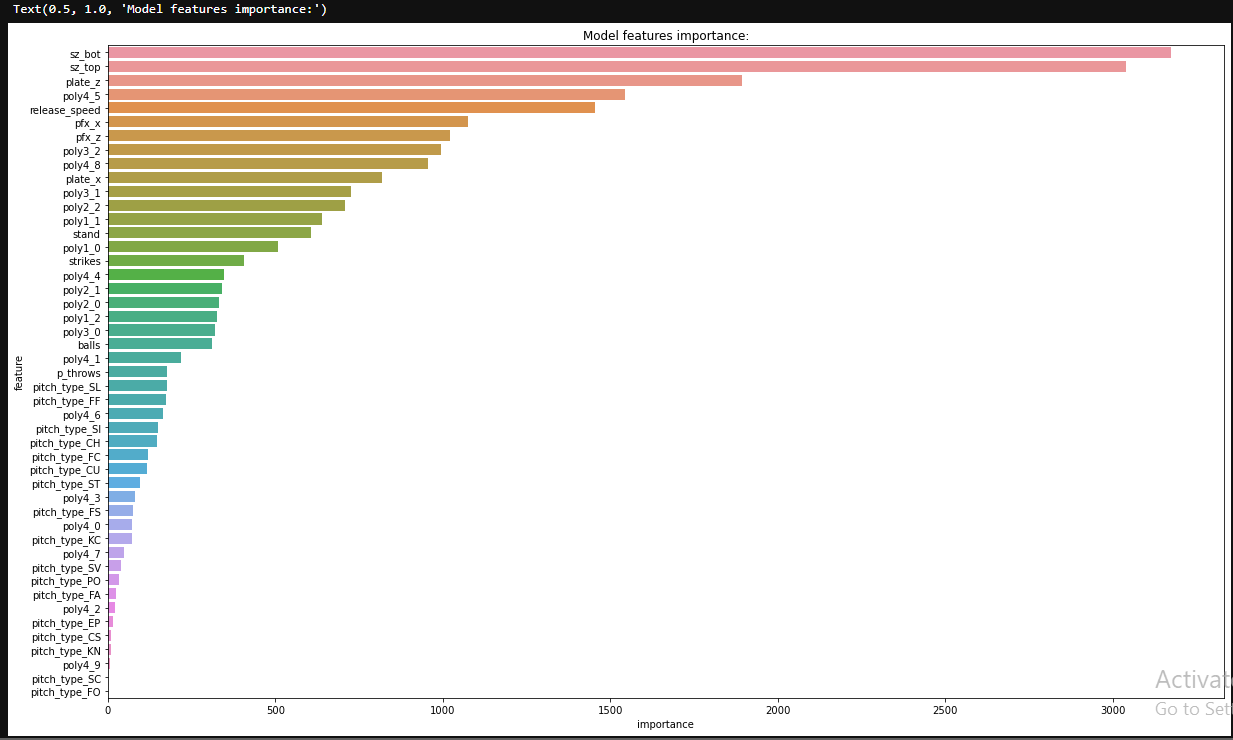 Text(0.5, 1.0, 'Model features importance:')
Model features importance:
sz_bot
sz_top
plate_z
poly4_5
release_speed
pfx_x
pfx_z
poly3_2
poly4_8
plate_x
poly3_1
poly2_2
poly1_1
stand
poly1_0
strikes
poly4_4
poly2_1
poly2_0
poly1_2
poly3_0
balls
poly4_1
p_throws
pitch_type_SL
pitch_type_FF
poly4_6
pitch_type_SI
pitch_type_CH
pitch_type_FC
pitch_type_CU
pitch_type_ST
poly4_3
pitch_type_FS
poly4_0
pitch_type_KC
poly4_7
pitch_type_SV
pitch_type_PO
pitch_type_FA
poly4_2
pitch_type_EP
pitch_type_CS
pitch_type_KN
poly4_9
pitch_type_SC
pitch_type_FO
feature
0 500 1000 1500 2000 2500 3000
importance
Activate
Go to Set